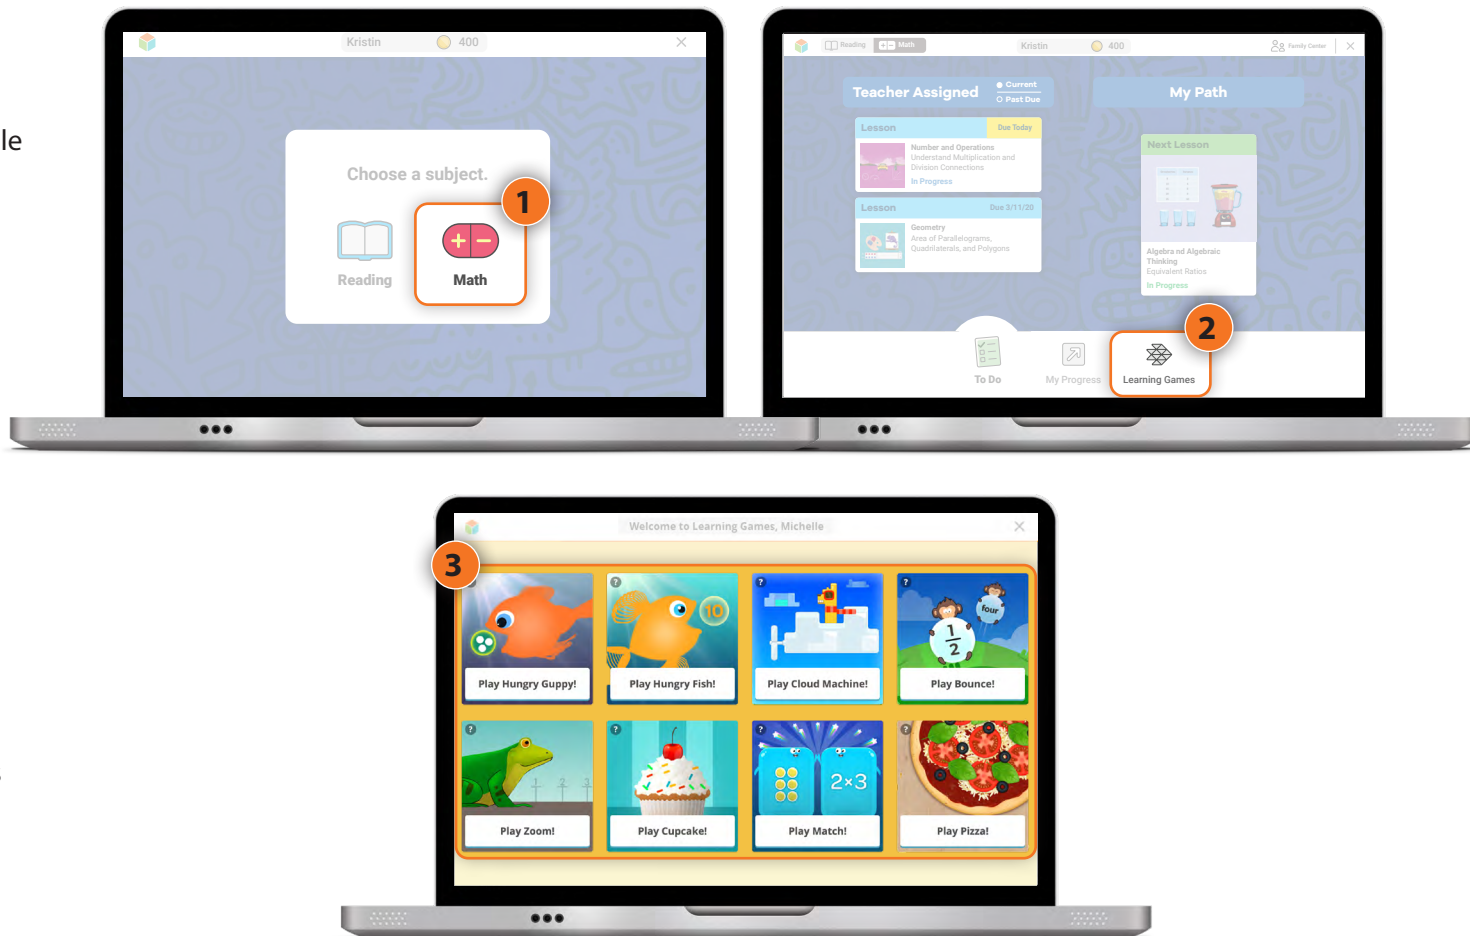 le
Kristin 400
Choose a subject.
1
Reading
Math
Reading Math Kristin 400 Family Center
Teacher Assigned
Current
Past Due
My Path
Lesson Due Today
Number and Operations
Understand Multiplication and
Division Connections
In Progress
Lesson Due 3/11/20
Geometry
Area of Parallelograms,
Quadrilaterals, and Polygons
Next Lesson
Algebra nd Algebraic
Thinking
Equivalent Ratios
In Progress
2
To Do
My Progress
Learning Games
Welcome to Learning Games, Michelle
3
10
four
1
2
Play Hungry Guppy!
Play Hungry Fish!
Play Cloud Machine!
Play Bounce!
1 2 3
2×3
Play Zoom!
Play Cupcake!
Play Match!
Play Pizza!